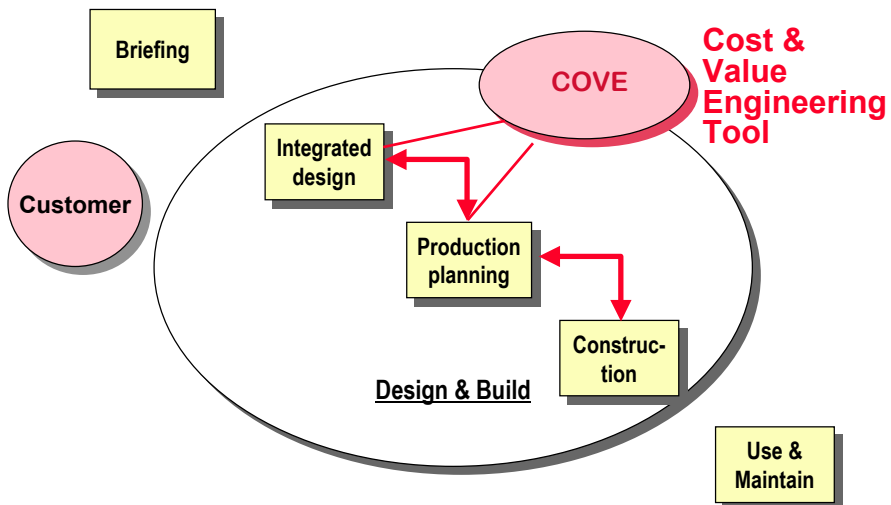 Briefing
COVE
Cost &
Value
Engineering
Tool
Integrated
design
Customer
Production
planning
Construc-
tion
Design & Build
Use &
Maintain